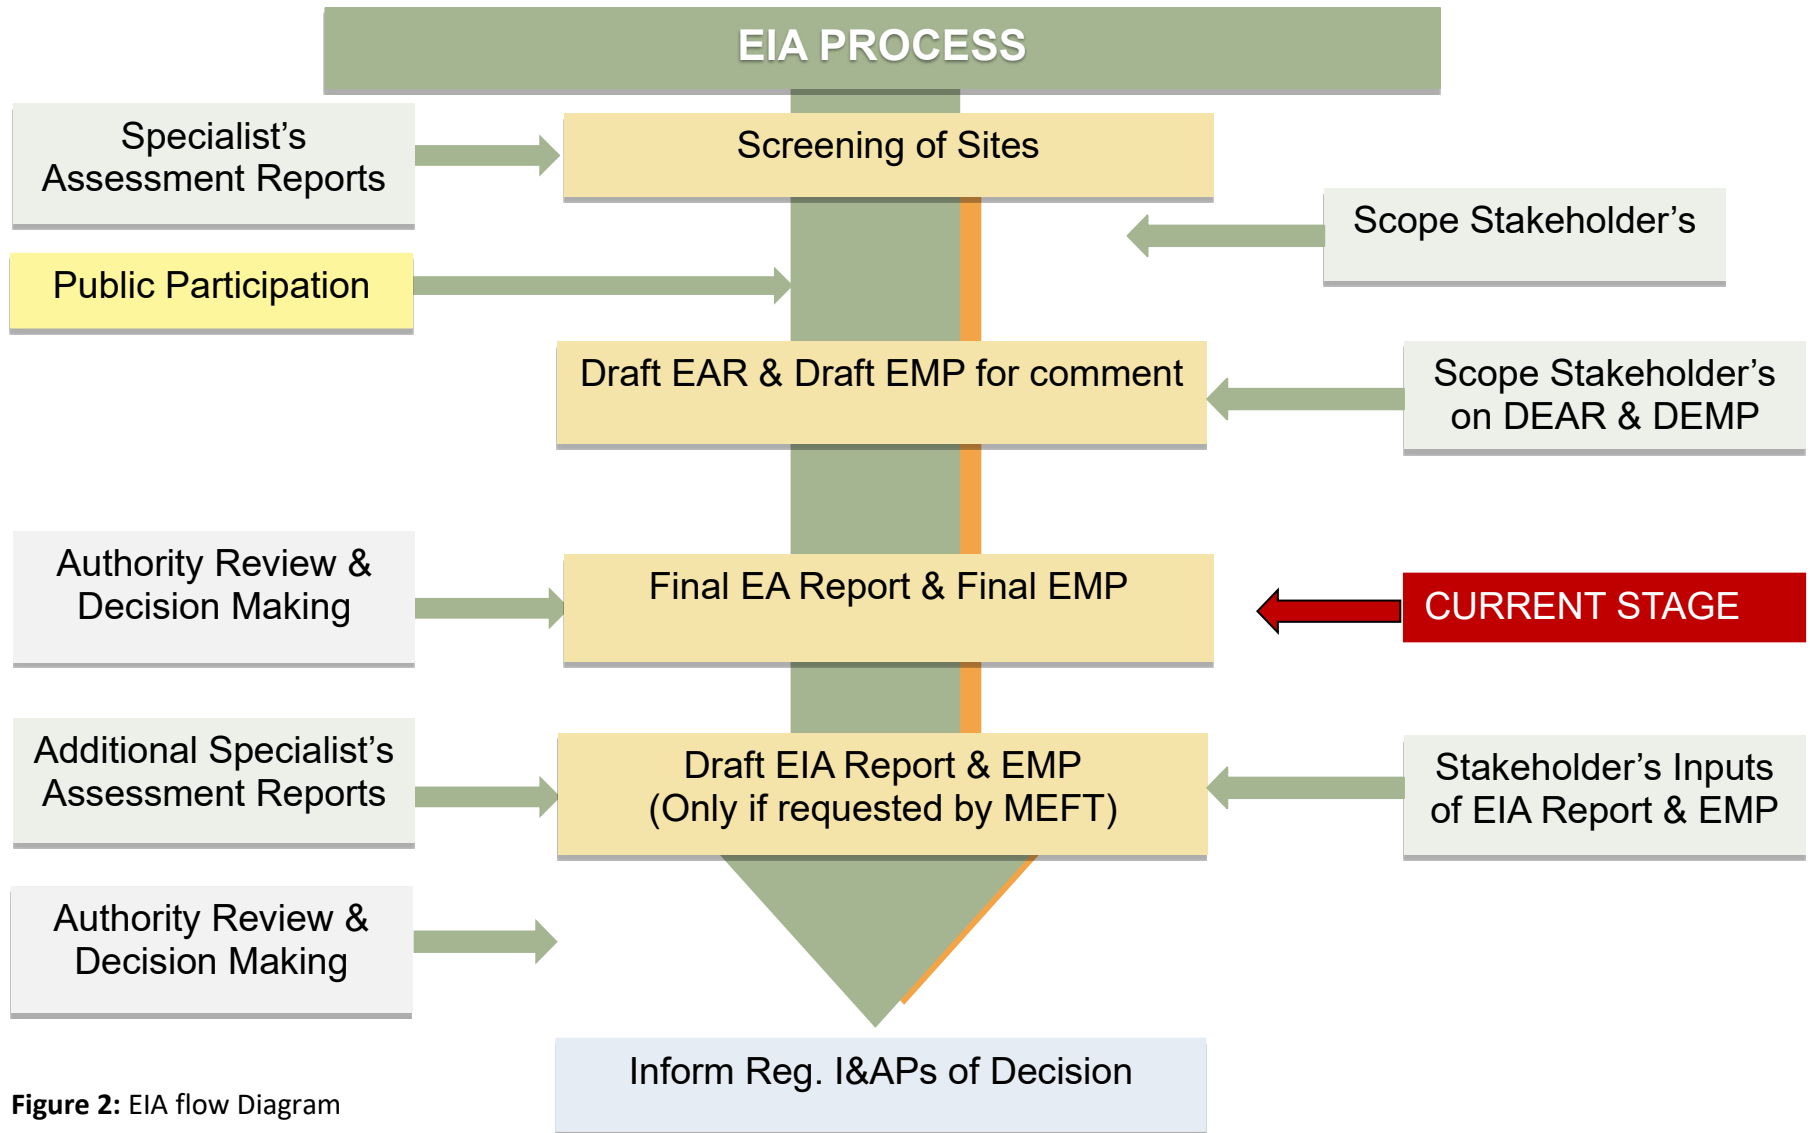 EIA PROCESS
Specialist’s
Assessment Reports
Screening of Sites
Scope Stakeholder’s
Public Participation
Draft EAR & Draft EMP for comment
Scope Stakeholder’s
on DEAR & DEMP
Authority Review &
Decision Making
Final EA Report & Final EMP
CURRENT STAGE
Additional Specialist’s
Assessment Reports
Draft EIA Report & EMP
(Only if requested by MEFT)
Stakeholder’s Inputs
of EIA Report & EMP
Authority Review &
Decision Making
Inform Reg. I&APs of Decision
Figure 2: EIA flow Diagram